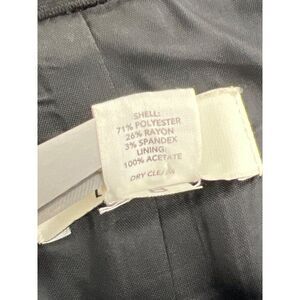 SHELL:
71% POLYESTER
26% RAYON
3% SPANDEX
LINING:
100% ACETATE
DRY CLEAN
L